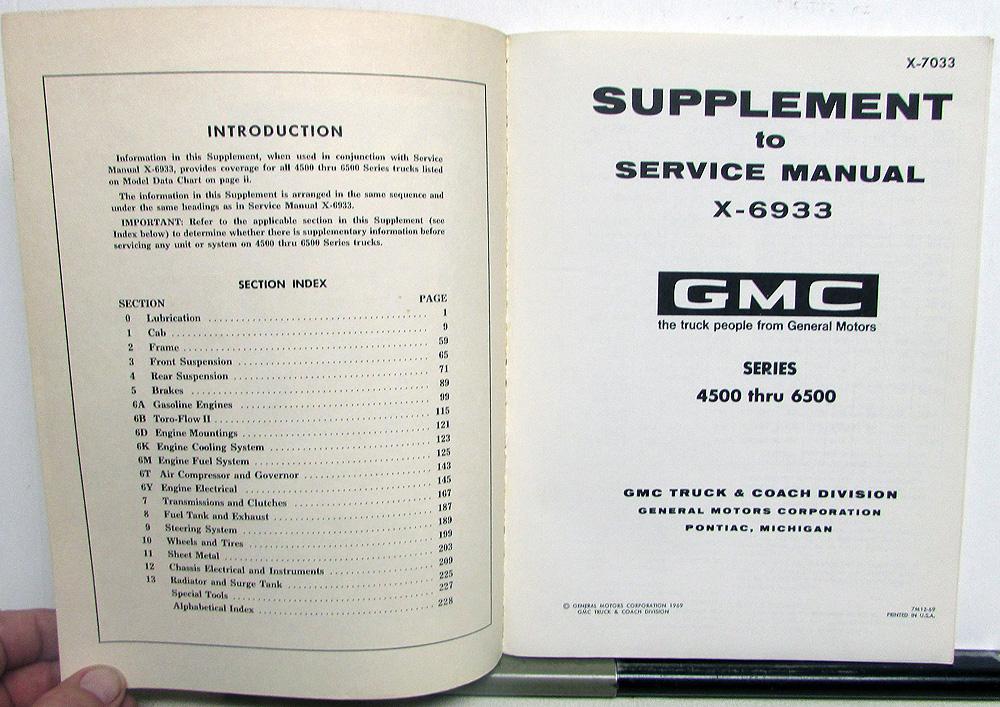 INTRODUCTION
Information in this Supplement, when used in conjunction with Service
Manual X-6933, provides coverage for all 4500 thru 6500 Series trucks listed
on Model Data Chart on page ii.
The information in this Supplement is arranged in the same sequence and
under the same headings as in Service Manual X-6933.
IMPORTANT: Refer to the applicable section in this Supplement (see
Index below) to determine whether there is supplementary information before
servicing any unit or system on 4500 thru 6500 Series trucks.
SECTION INDEX
SECTION PAGE
0 Lubrication 1
1 Cab 9
2 Frame 59
3 Front Suspension 65
4 Rear Suspension 71
5 Brakes 89
6A Gasoline Engines 99
6B Toro-Flow II 115
6D Engine Mountings 121
6K Engine Cooling System 123
6M Engine Fuel System 125
6T Air Compressor and Governor 143
6Y Engine Electrical 145
7 Transmissions and Clutches 167
8 Fuel Tank and Exhaust 187
9 Steering System 189
10 Wheels and Tires 199
11 Sheet Metal 203
12 Chassis Electrical and Instruments 209
13 Radiator and Surge Tank 225
Special Tools 227
Alphabetical Index 228
X-7033
SUPPLEMENT
to
SERVICE MANUAL
X-6933
GMC
the truck people from General Motors
SERIES
4500 thru 6500
GMC TRUCK & COACH DIVISION
GENERAL MOTORS CORPORATION
PONTIAC, MICHIGAN
© GENERAL MOTORS CORPORATION 1969
GMC TRUCK & COACH DIVISION
7M12-69
PRINTED IN U.S.A.